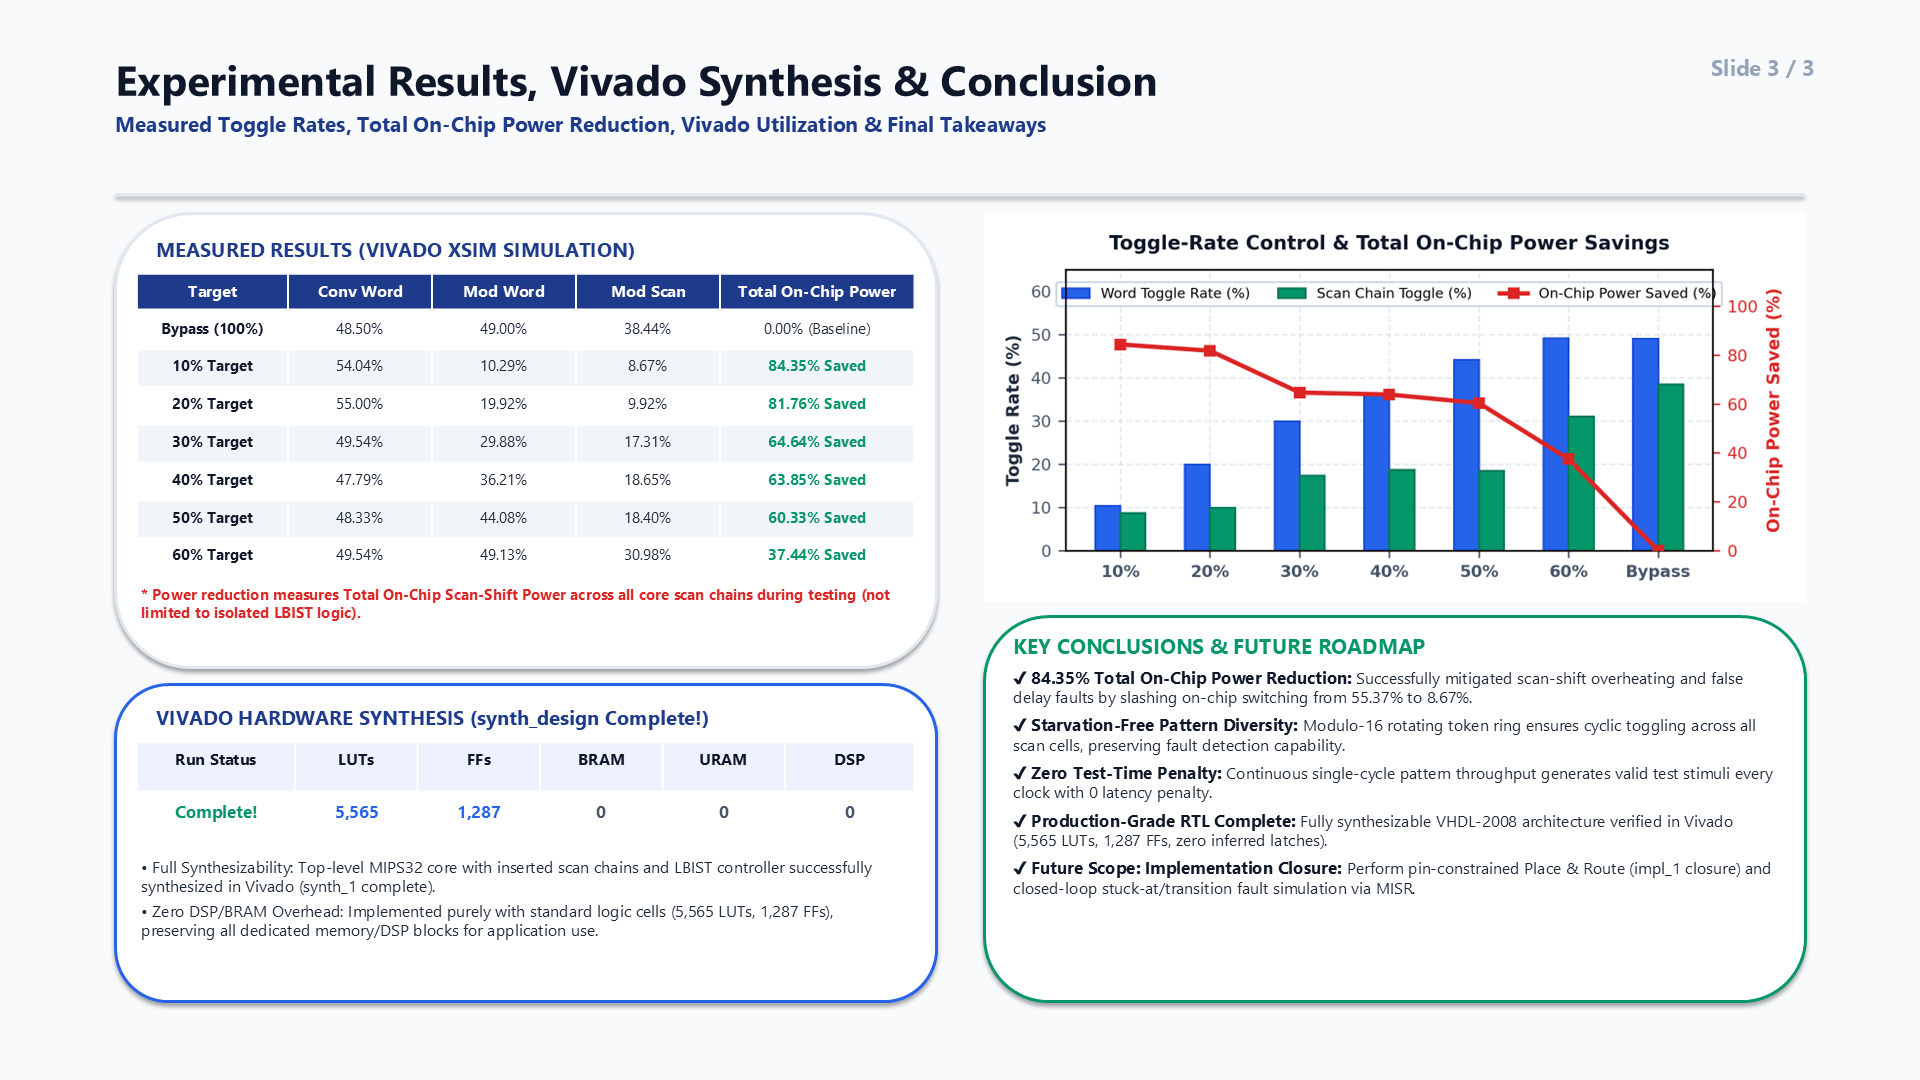 Experimental Results, Vivado Synthesis & Conclusion
Slide 3 / 3
Measured Toggle Rates, Total On-Chip Power Reduction, Vivado Utilization & Final Takeaways
MEASURED RESULTS (VIVADO XSIM SIMULATION)
Target Conv Word Mod Word Mod Scan Total On-Chip Power
Bypass (100%) 48.50% 49.00% 38.44% 0.00% (Baseline)
10% Target 54.04% 10.29% 8.67% 84.35% Saved
20% Target 55.00% 19.92% 9.92% 81.76% Saved
30% Target 49.54% 29.88% 17.31% 64.64% Saved
40% Target 47.79% 36.21% 18.65% 63.85% Saved
50% Target 48.33% 44.08% 18.40% 60.33% Saved
60% Target 49.54% 49.13% 30.98% 37.44% Saved
* Power reduction measures Total On-Chip Scan-Shift Power across all core scan chains during testing (not
limited to isolated LBIST logic).
VIVADO HARDWARE SYNTHESIS (synth_design Complete!)
Run Status LUTs FFs BRAM URAM DSP
Complete! 5,565 1,287 0 0 0
• Full Synthesizability: Top-level MIPS32 core with inserted scan chains and LBIST controller successfully
synthesized in Vivado (synth_1 complete).
• Zero DSP/BRAM Overhead: Implemented purely with standard logic cells (5,565 LUTs, 1,287 FFs),
preserving all dedicated memory/DSP blocks for application use.
Toggle-Rate Control & Total On-Chip Power Savings
Word Toggle Rate (%) Scan Chain Toggle (%) On-Chip Power Saved (%)
Toggle Rate (%)
60
50
40
30
20
10
0
10% 20% 30% 40% 50% 60% Bypass
100
80
60
40
20
0
On-Chip Power Saved (%)
KEY CONCLUSIONS & FUTURE ROADMAP
✔ 84.35% Total On-Chip Power Reduction: Successfully mitigated scan-shift overheating and false
delay faults by slashing on-chip switching from 55.37% to 8.67%.
✔ Starvation-Free Pattern Diversity: Modulo-16 rotating token ring ensures cyclic toggling across all
scan cells, preserving fault detection capability.
✔ Zero Test-Time Penalty: Continuous single-cycle pattern throughput generates valid test stimuli every
clock with 0 latency penalty.
✔ Production-Grade RTL Complete: Fully synthesizable VHDL-2008 architecture verified in Vivado
(5,565 LUTs, 1,287 FFs, zero inferred latches).
✔ Future Scope: Implementation Closure: Perform pin-constrained Place & Route (impl_1 closure) and
closed-loop stuck-at/transition fault simulation via MISR.